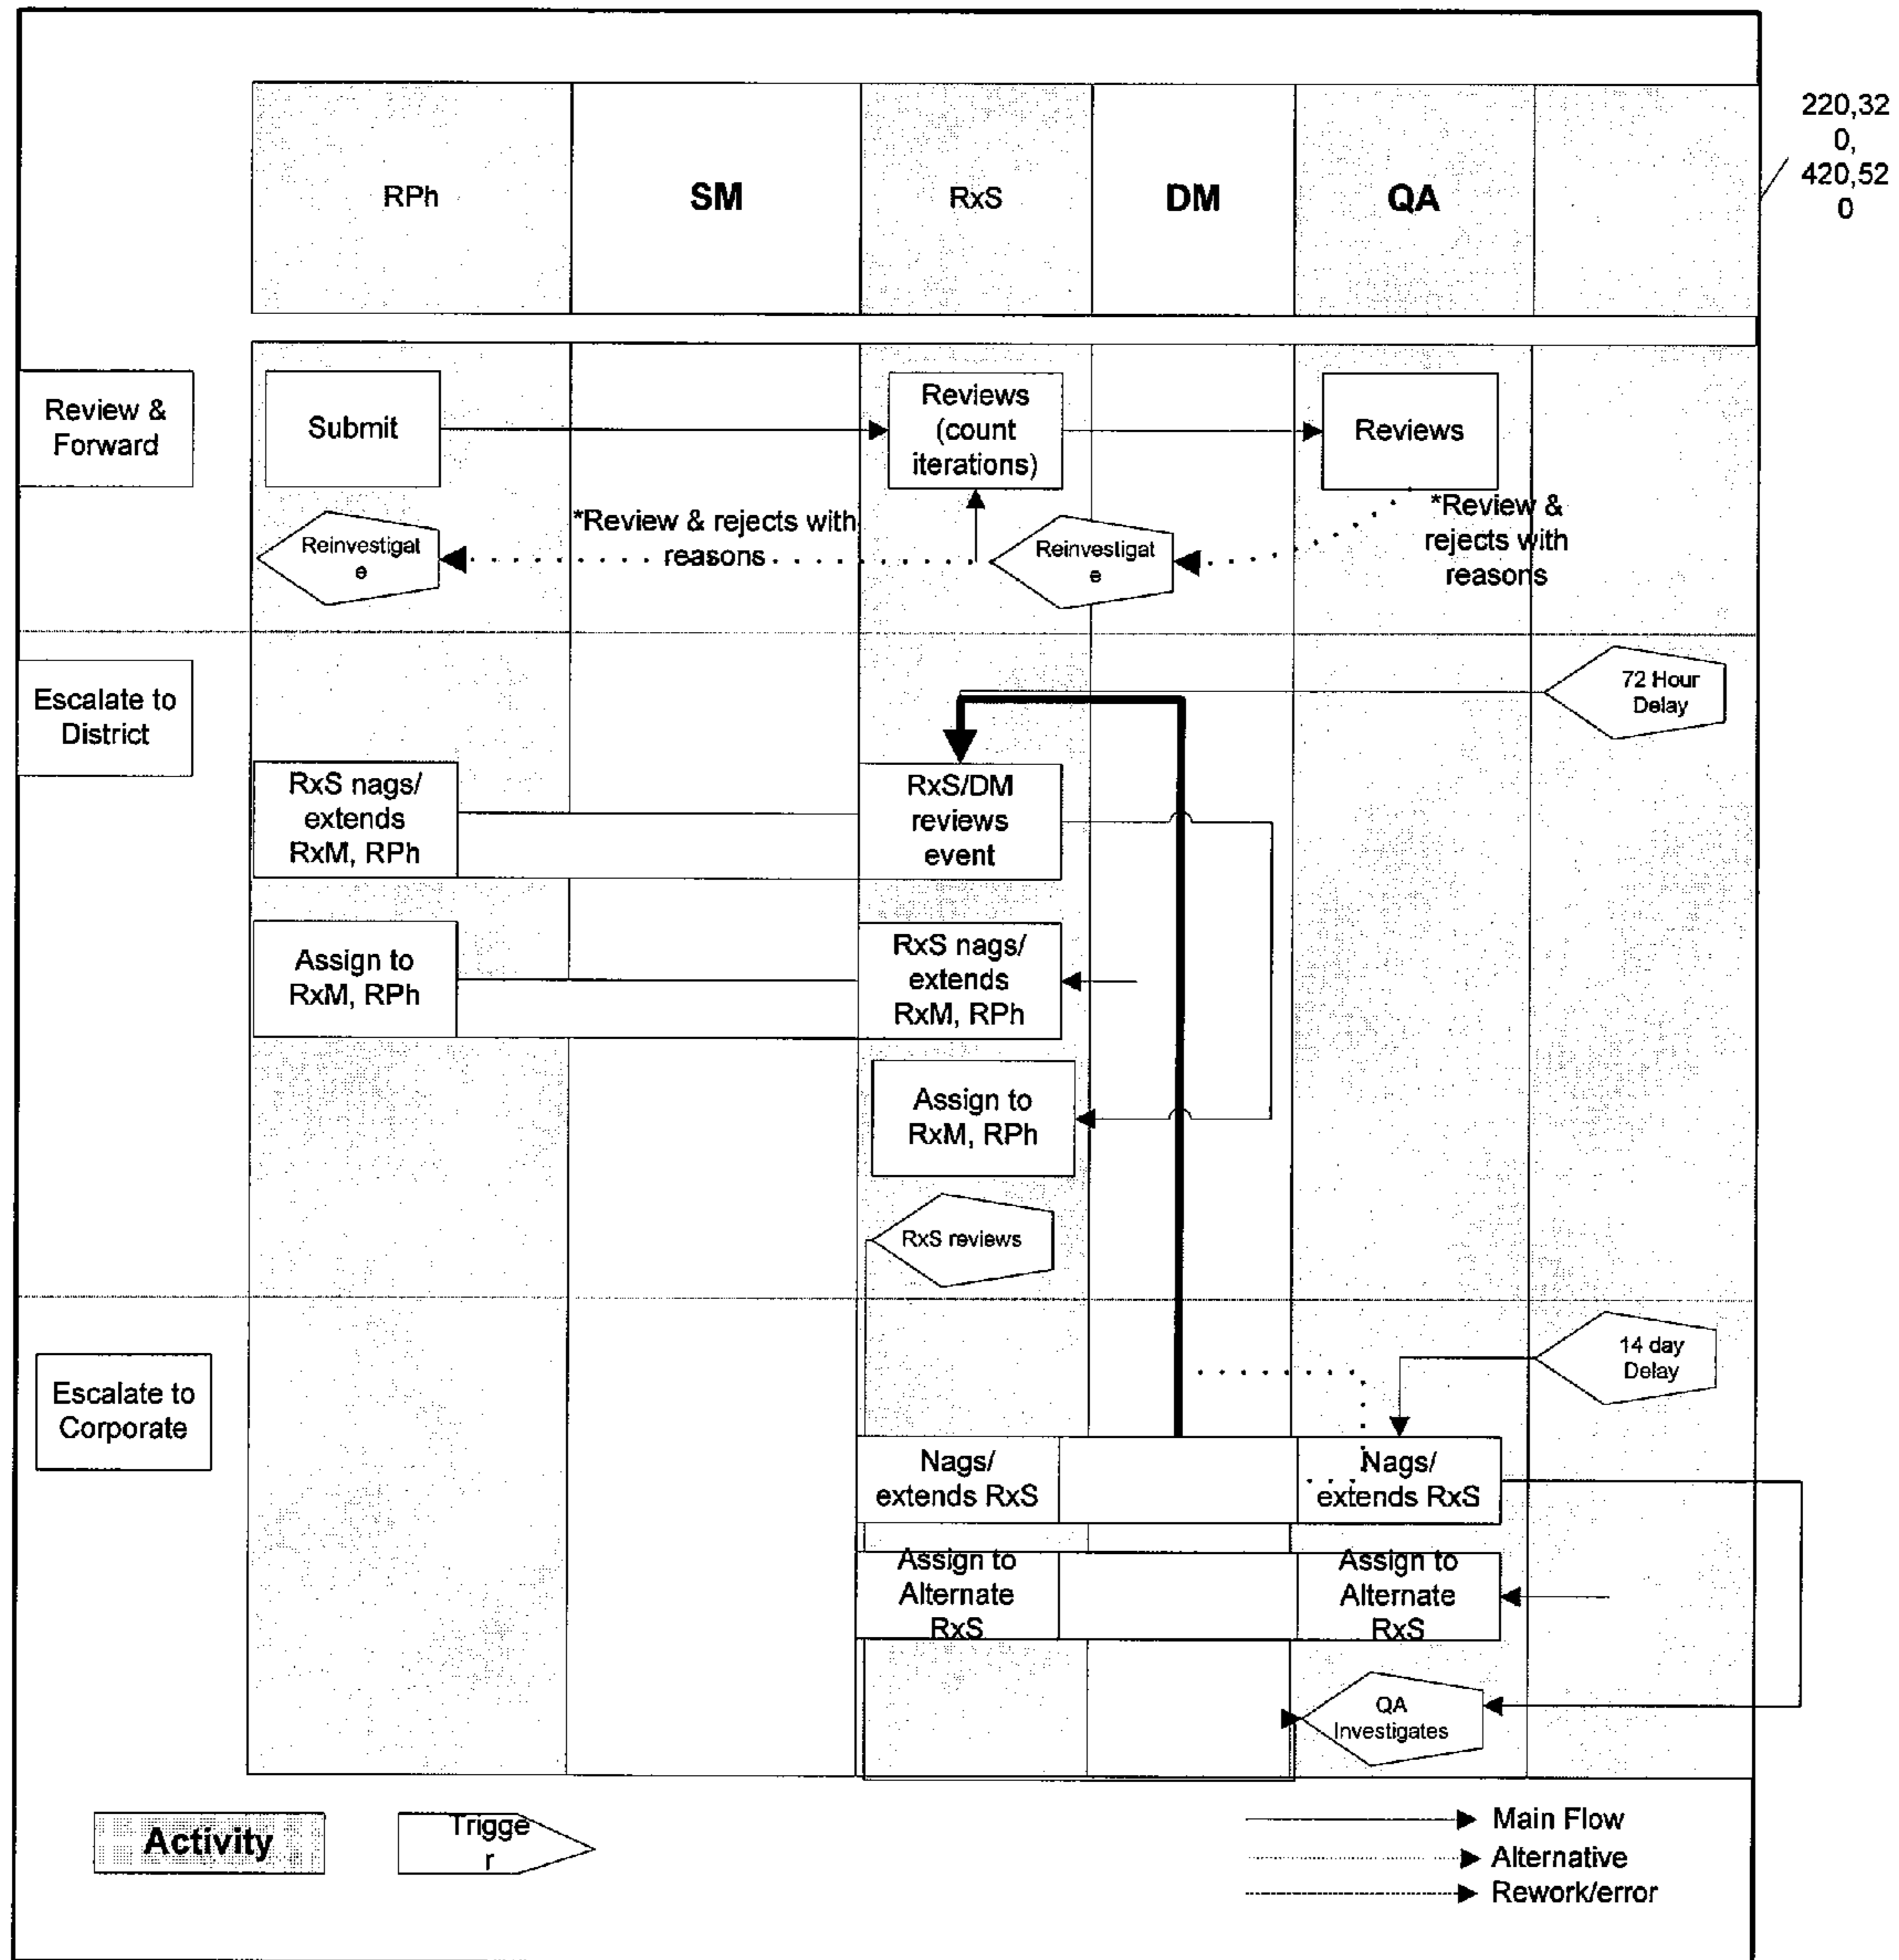 220,32
0,
420,52
0
RPh
SM
RxS
DM
QA
Review &
Forward
Submit
Reviews
(count
iterations)
Reviews
Reinvestigat
e
*Review & rejects with
reasons
Reinvestigat
e
*Review &
rejects with
reasons
Escalate to
District
72 Hour
Delay
RxS nags/
extends
RxM, RPh
RxS/DM
reviews
event
Assign to
RxM, RPh
RxS nags/
extends
RxM, RPh
Assign to
RxM, RPh
RxS reviews
Escalate to
Corporate
14 day
Delay
Nags/
extends RxS
Nags/
extends RxS
Assign to
Alternate
RxS
Assign to
Alternate
RxS
QA
Investigates
Activity
Trigge
r
Main Flow
Alternative
Rework/error